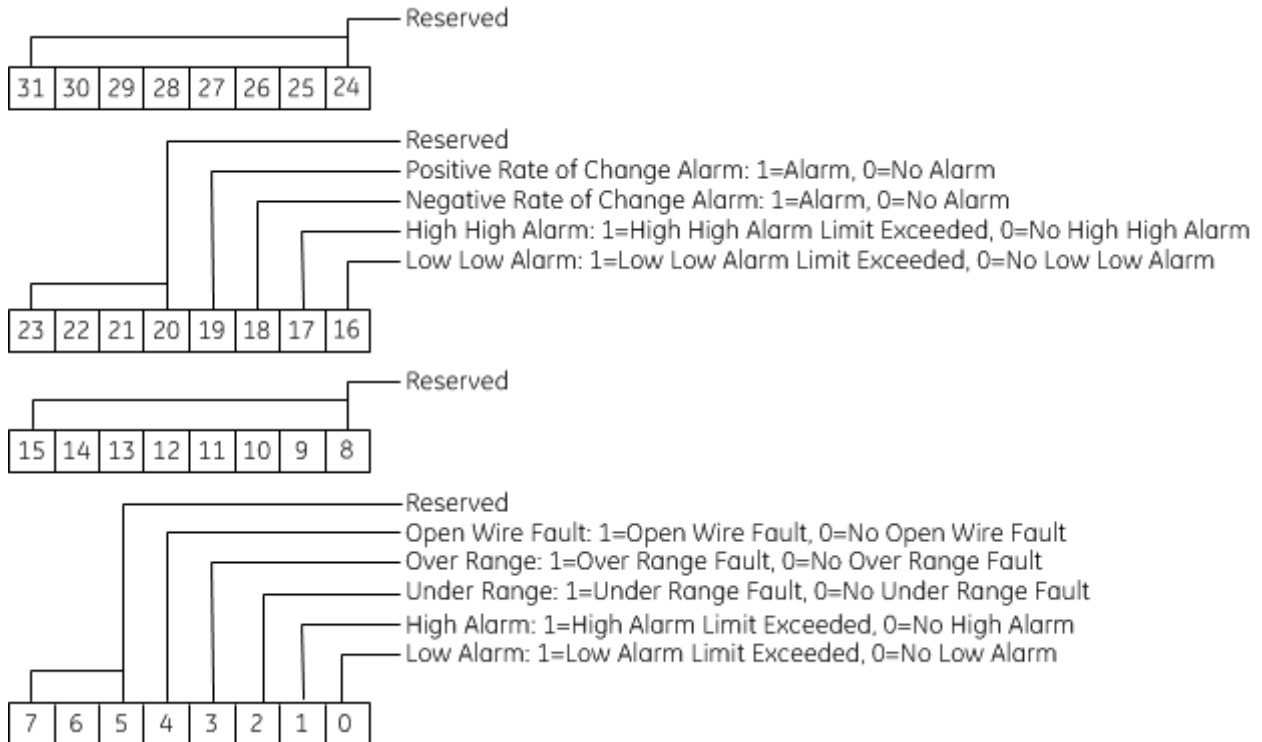 Reserved
31 30 29 28 27 26 25 24
Reserved
Positive Rate of Change Alarm: 1=Alarm, 0=No Alarm
Negative Rate of Change Alarm: 1=Alarm, 0=No Alarm
High High Alarm: 1=High High Alarm Limit Exceeded, 0=No High High Alarm
Low Low Alarm: 1=Low Low Alarm Limit Exceeded, 0=No Low Low Alarm
23 22 21 20 19 18 17 16
Reserved
15 14 13 12 11 10 9 8
Reserved
Open Wire Fault: 1=Open Wire Fault, 0=No Open Wire Fault
Over Range: 1=Over Range Fault, 0=No Over Range Fault
Under Range: 1=Under Range Fault, 0=No Under Range Fault
High Alarm: 1=High Alarm Limit Exceeded, 0=No High Alarm
Low Alarm: 1=Low Alarm Limit Exceeded, 0=No Low Alarm
7 6 5 4 3 2 1 0